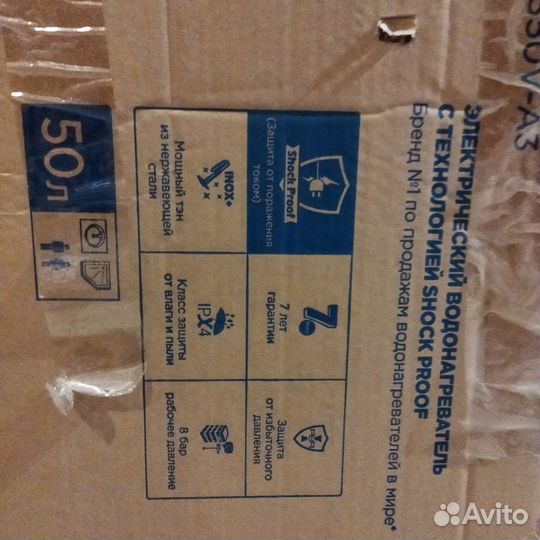 ЭЛЕКТРИЧЕСКИЙ ВОДОНАГРЕВАТЕЛЬ
С ТЕХНОЛОГИЕЙ SHOCK PROOF
Бренд №1 по продажам водонагревателей в мире*
Shock Proof
(Защита от поражения
током)
7 лет
гарантии
Защита
от избыточного
давления
INOX+
Мощный тэн
из нержавеющей
стали
IPX4
Класс защиты
от влаги и пыли
8 бар
рабочее давление
50 л
Avito